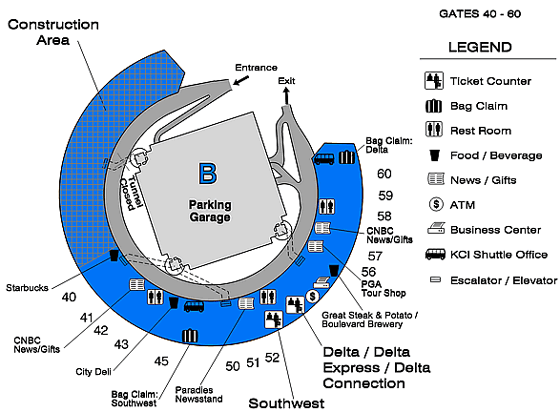 GATES 40 - 60
Construction
Area
LEGEND
Entrance
Exit
Ticket Counter
Bag Claim
Rest Room
Food / Beverage
News / Gifts
ATM
Business Center
KCI Shuttle Office
Escalator / Elevator
Bag Claim:
Delta
B
Parking
Garage
Tunnel
Closed
60
59
58
CNBC
News/Gifts
57
56
PGA
Tour Shop
Great Steak & Potato /
Boulevard Brewery
$
$
Starbucks
40
41
42
CNBC
News/Gifts
43
City Deli
45
Bag Claim:
Southwest
Paradies
Newsstand
50
51
52
Delta / Delta
Express / Delta
Connection
Southwest